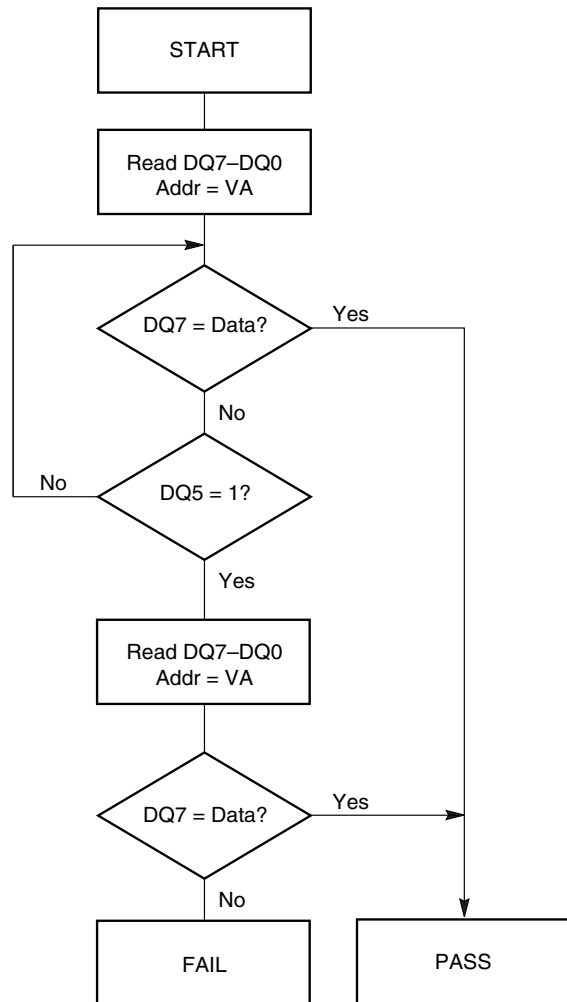 START
Read DQ7–DQ0
Addr = VA
DQ7 = Data?
Yes
No
No
DQ5 = 1?
Yes
Read DQ7–DQ0
Addr = VA
DQ7 = Data?
Yes
No
FAIL
PASS